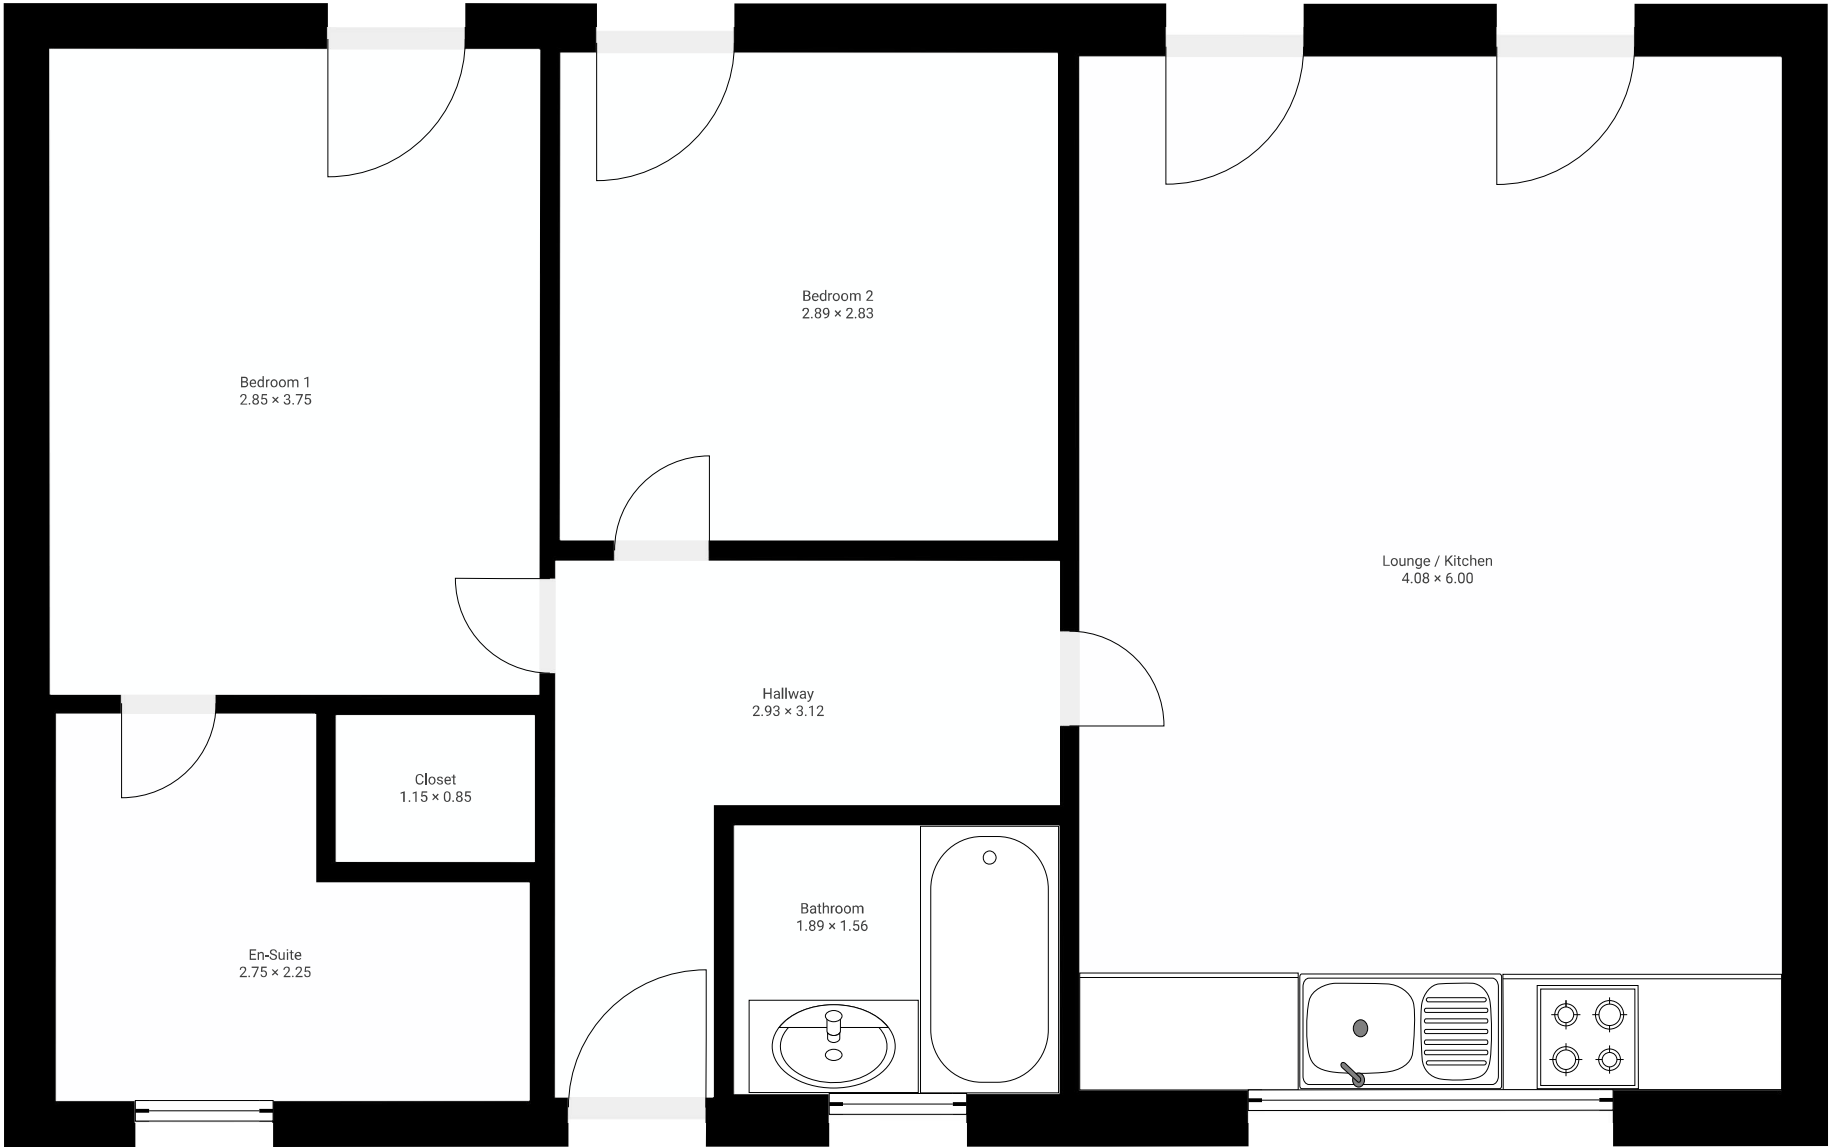 Bedroom 1
2.85 × 3.75
Bedroom 2
2.89 × 2.83
Lounge / Kitchen
4.08 × 6.00
Hallway
2.93 × 3.12
Closet
1.15 × 0.85
Bathroom
1.89 × 1.56
En-Suite
2.75 × 2.25